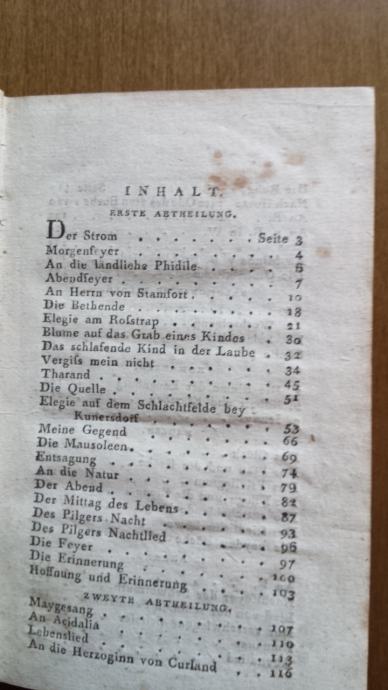 INHALT.
ERSTE ABTHEILUNG.
Der Strom . . . . . . Seite 3
Morgenfeyer . . . . . . . 4
An die ländliche Phidile . . . . 6
Abendfeyer . . . . . . . 7
An Herrn von Stamfort . . . . 10
Die Bethende . . . . . . 18
Elegie am Roſstrap . . . . . 21
Blume auf das Grab eines Kindes . 30
Das schlafende Kind in der Laube . 32
Vergiſs mein nicht . . . . . 34
Tharand . . . . . . . 45
Die Quelle . . . . . . . 51
Elegie auf dem Schlachtfelde bey
Kunersdorf . . . . . . 53
Meine Gegend . . . . . . 66
Die Mausoleen . . . . . . 69
Entsagung . . . . . . . 74
An die Natur . . . . . . 79
Der Abend . . . . . . . 82
Der Mittag des Lebens . . . . 87
Des Pilgers Nacht . . . . . 93
Des Pilgers Nachtlied . . . . 96
Die Feyer . . . . . . . 97
Die Erinnerung . . . . . . 100
Hoffnung und Erinnerung . . . 103
ZWEYTE ABTHEILUNG.
Maygesang . . . . . . . 107
An Acidalia . . . . . . 110
Lebenslied . . . . . . . 113
An die Herzoginn von Curland . . 116